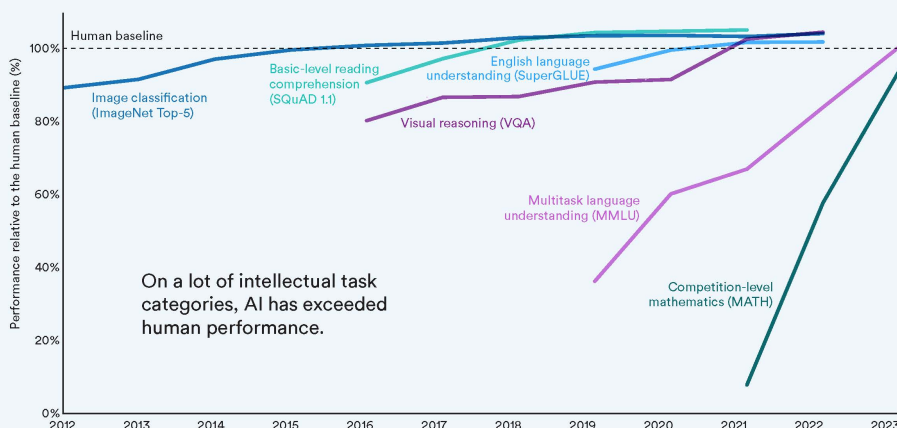 Human baseline
Performance relative to the human baseline (%)
100%
80%
60%
40%
20%
0%
Image classification
(ImageNet Top-5)
Basic-level reading
comprehension
(SQuAD 1.1)
English language
understanding (SuperGLUE)
Visual reasoning (VQA)
Multitask language
understanding (MMLU)
Competition-level
mathematics (MATH)
On a lot of intellectual task
categories, AI has exceeded
human performance.
2012 2013 2014 2015 2016 2017 2018 2019 2020 2021 2022 2023